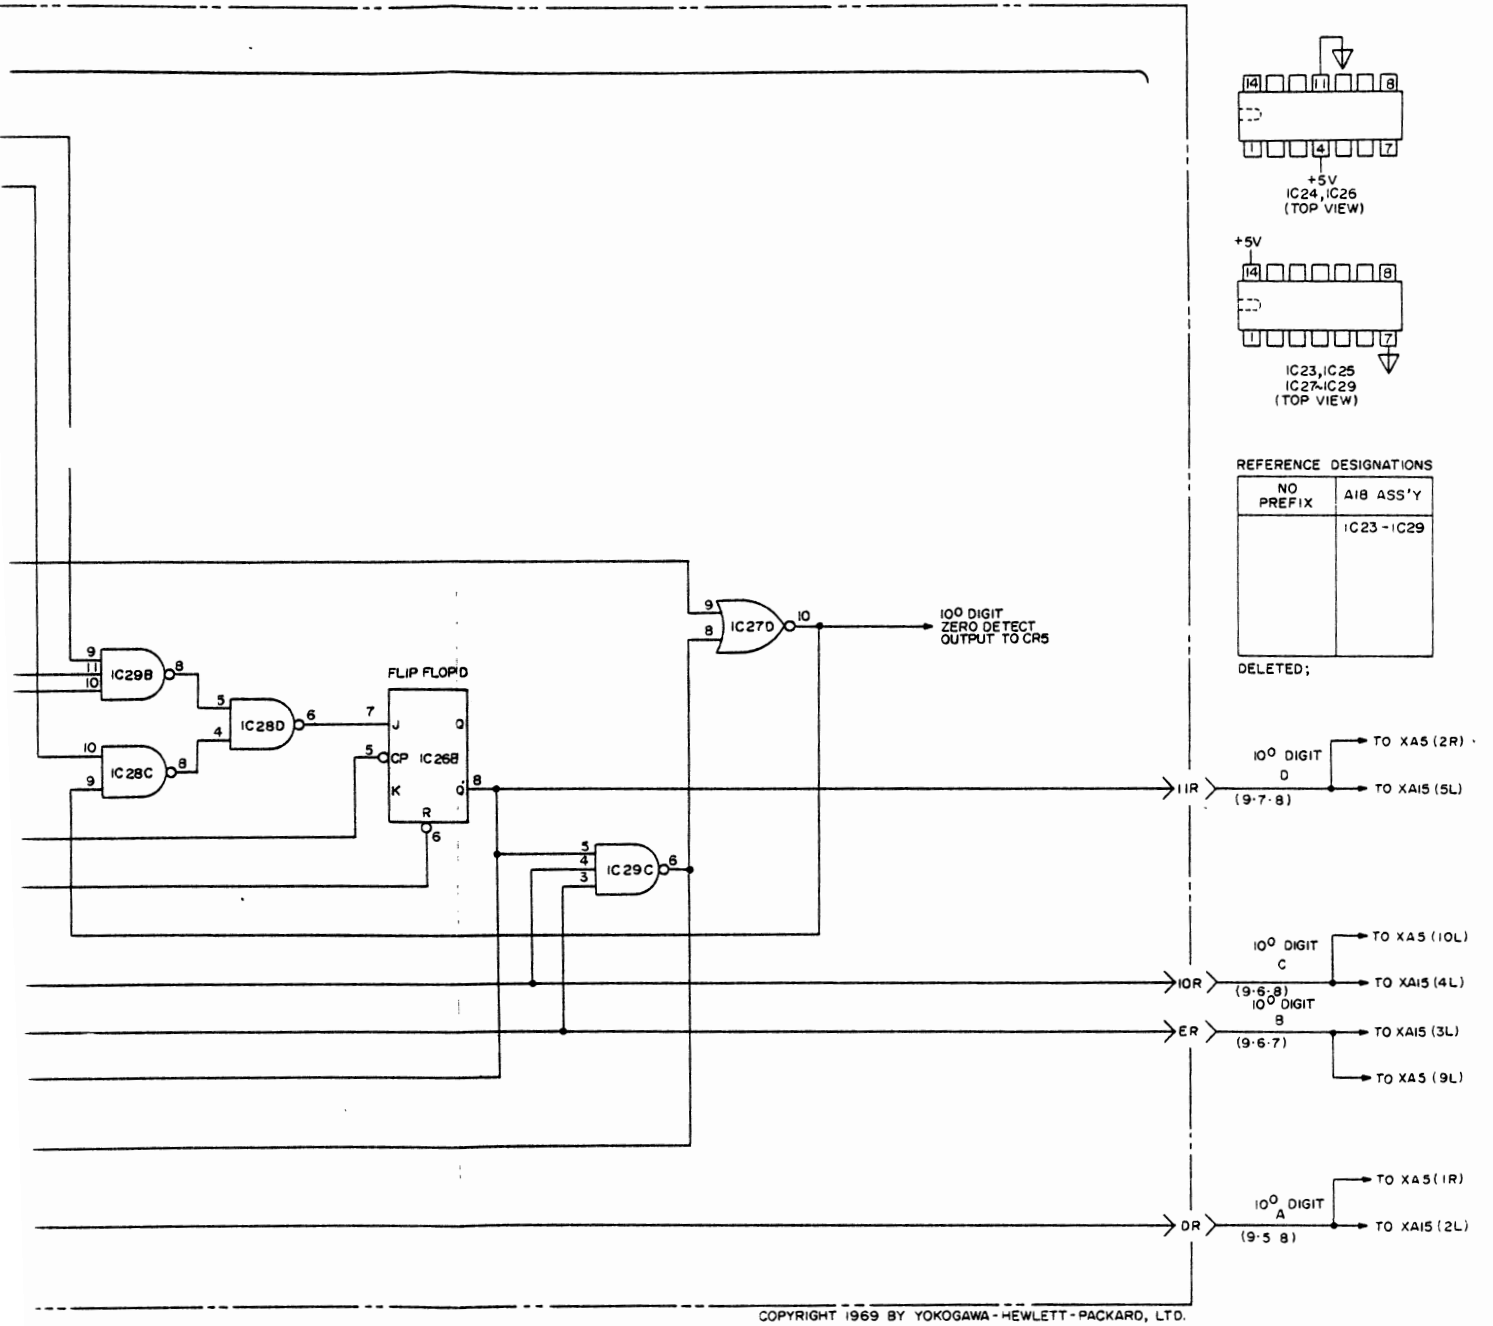 14 11 8
1 4 7
+5V
IC24, IC26
(TOP VIEW)
+5V
14 8
1 7
IC23, IC25
IC27~IC29
(TOP VIEW)
REFERENCE DESIGNATIONS
NO PREFIX
A18 ASS'Y
IC23-IC29
DELETED;
9
11
10
IC29B
8
10
9
IC28C
8
5
4
IC28D
6
FLIP FLOP D
7
J
Q
5
CP
IC26B
K
Q
8
R
6
5
4
3
IC29C
6
9
8
IC27D
10
10⁰ DIGIT
ZERO DETECT
OUTPUT TO CR5
11R
10⁰ DIGIT
D
(9·7·8)
TO XA5(2R)
TO XA15(5L)
10R
10⁰ DIGIT
C
(9·6·8)
TO XA5(10L)
TO XA15(4L)
ER
10⁰ DIGIT
B
(9·6·7)
TO XA15(3L)
TO XA5(9L)
DR
10⁰ DIGIT
A
(9·5 8)
TO XA5(1R)
TO XA15(2L)
COPYRIGHT 1969 BY YOKOGAWA-HEWLETT-PACKARD, LTD.